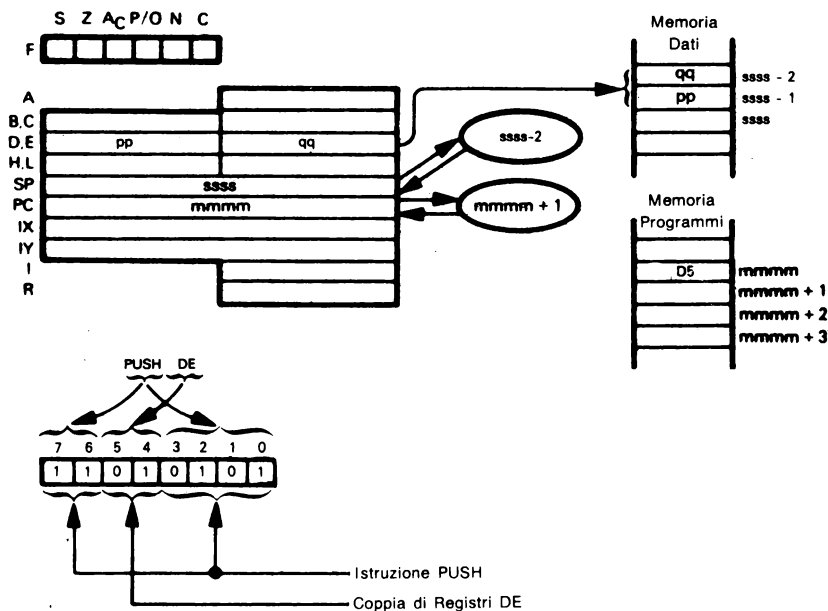 S Z AC P/O N C
F
A
B,C
D,E pp qq
H,L
SP ssss
PC mmmm
IX
IY
I
R
ssss-2
mmmm + 1
Memoria
Dati
qq ssss - 2
pp ssss - 1
ssss
Memoria
Programmi
D5 mmmm
mmmm + 1
mmmm + 2
mmmm + 3
PUSH DE
7 6 5 4 3 2 1 0
1 1 0 1 0 1 0 1
Istruzione PUSH
Coppia di Registri DE